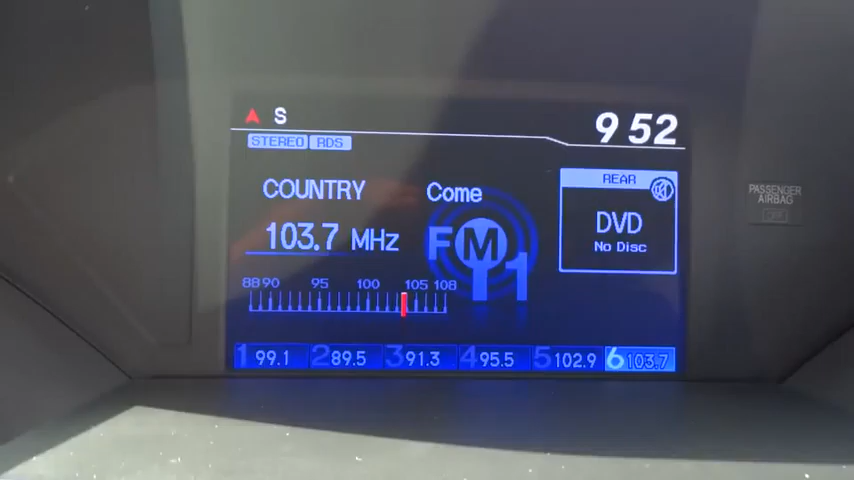 S
9 52
STEREO RDS
COUNTRY
Come
103.7 MHz
FM1
88 90 95 100 105 108
REAR
DVD
No Disc
PASSENGER
AIRBAG
OFF
1 99.1 2 89.5 3 91.3 4 95.5 5 102.9 6 103.7